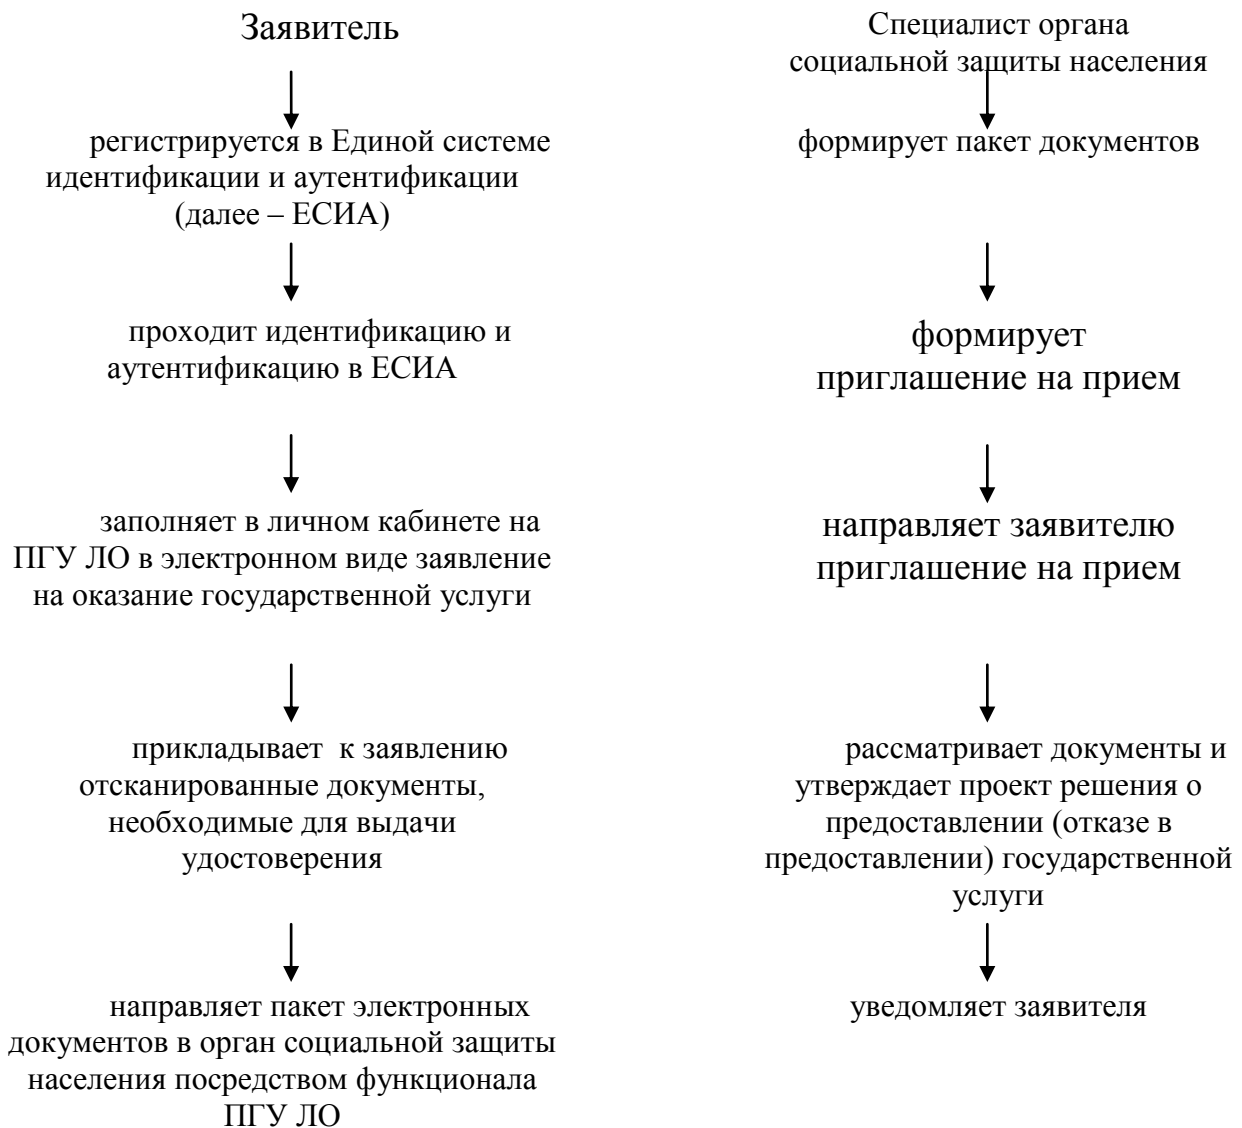 Заявитель
регистрируется в Единой системе
идентификации и аутентификации
(далее – ЕСИА)
проходит идентификацию и
аутентификацию в ЕСИА
заполняет в личном кабинете на
ПГУ ЛО в электронном виде заявление
на оказание государственной услуги
прикладывает  к заявлению
отсканированные документы,
необходимые для выдачи
удостоверения
направляет пакет электронных
документов в орган социальной защиты
населения посредством функционала
ПГУ ЛО
Специалист органа
социальной защиты населения
формирует пакет документов
формирует
приглашение на прием
направляет заявителю
приглашение на прием
рассматривает документы и
утверждает проект решения о
предоставлении (отказе в
предоставлении) государственной
услуги
уведомляет заявителя